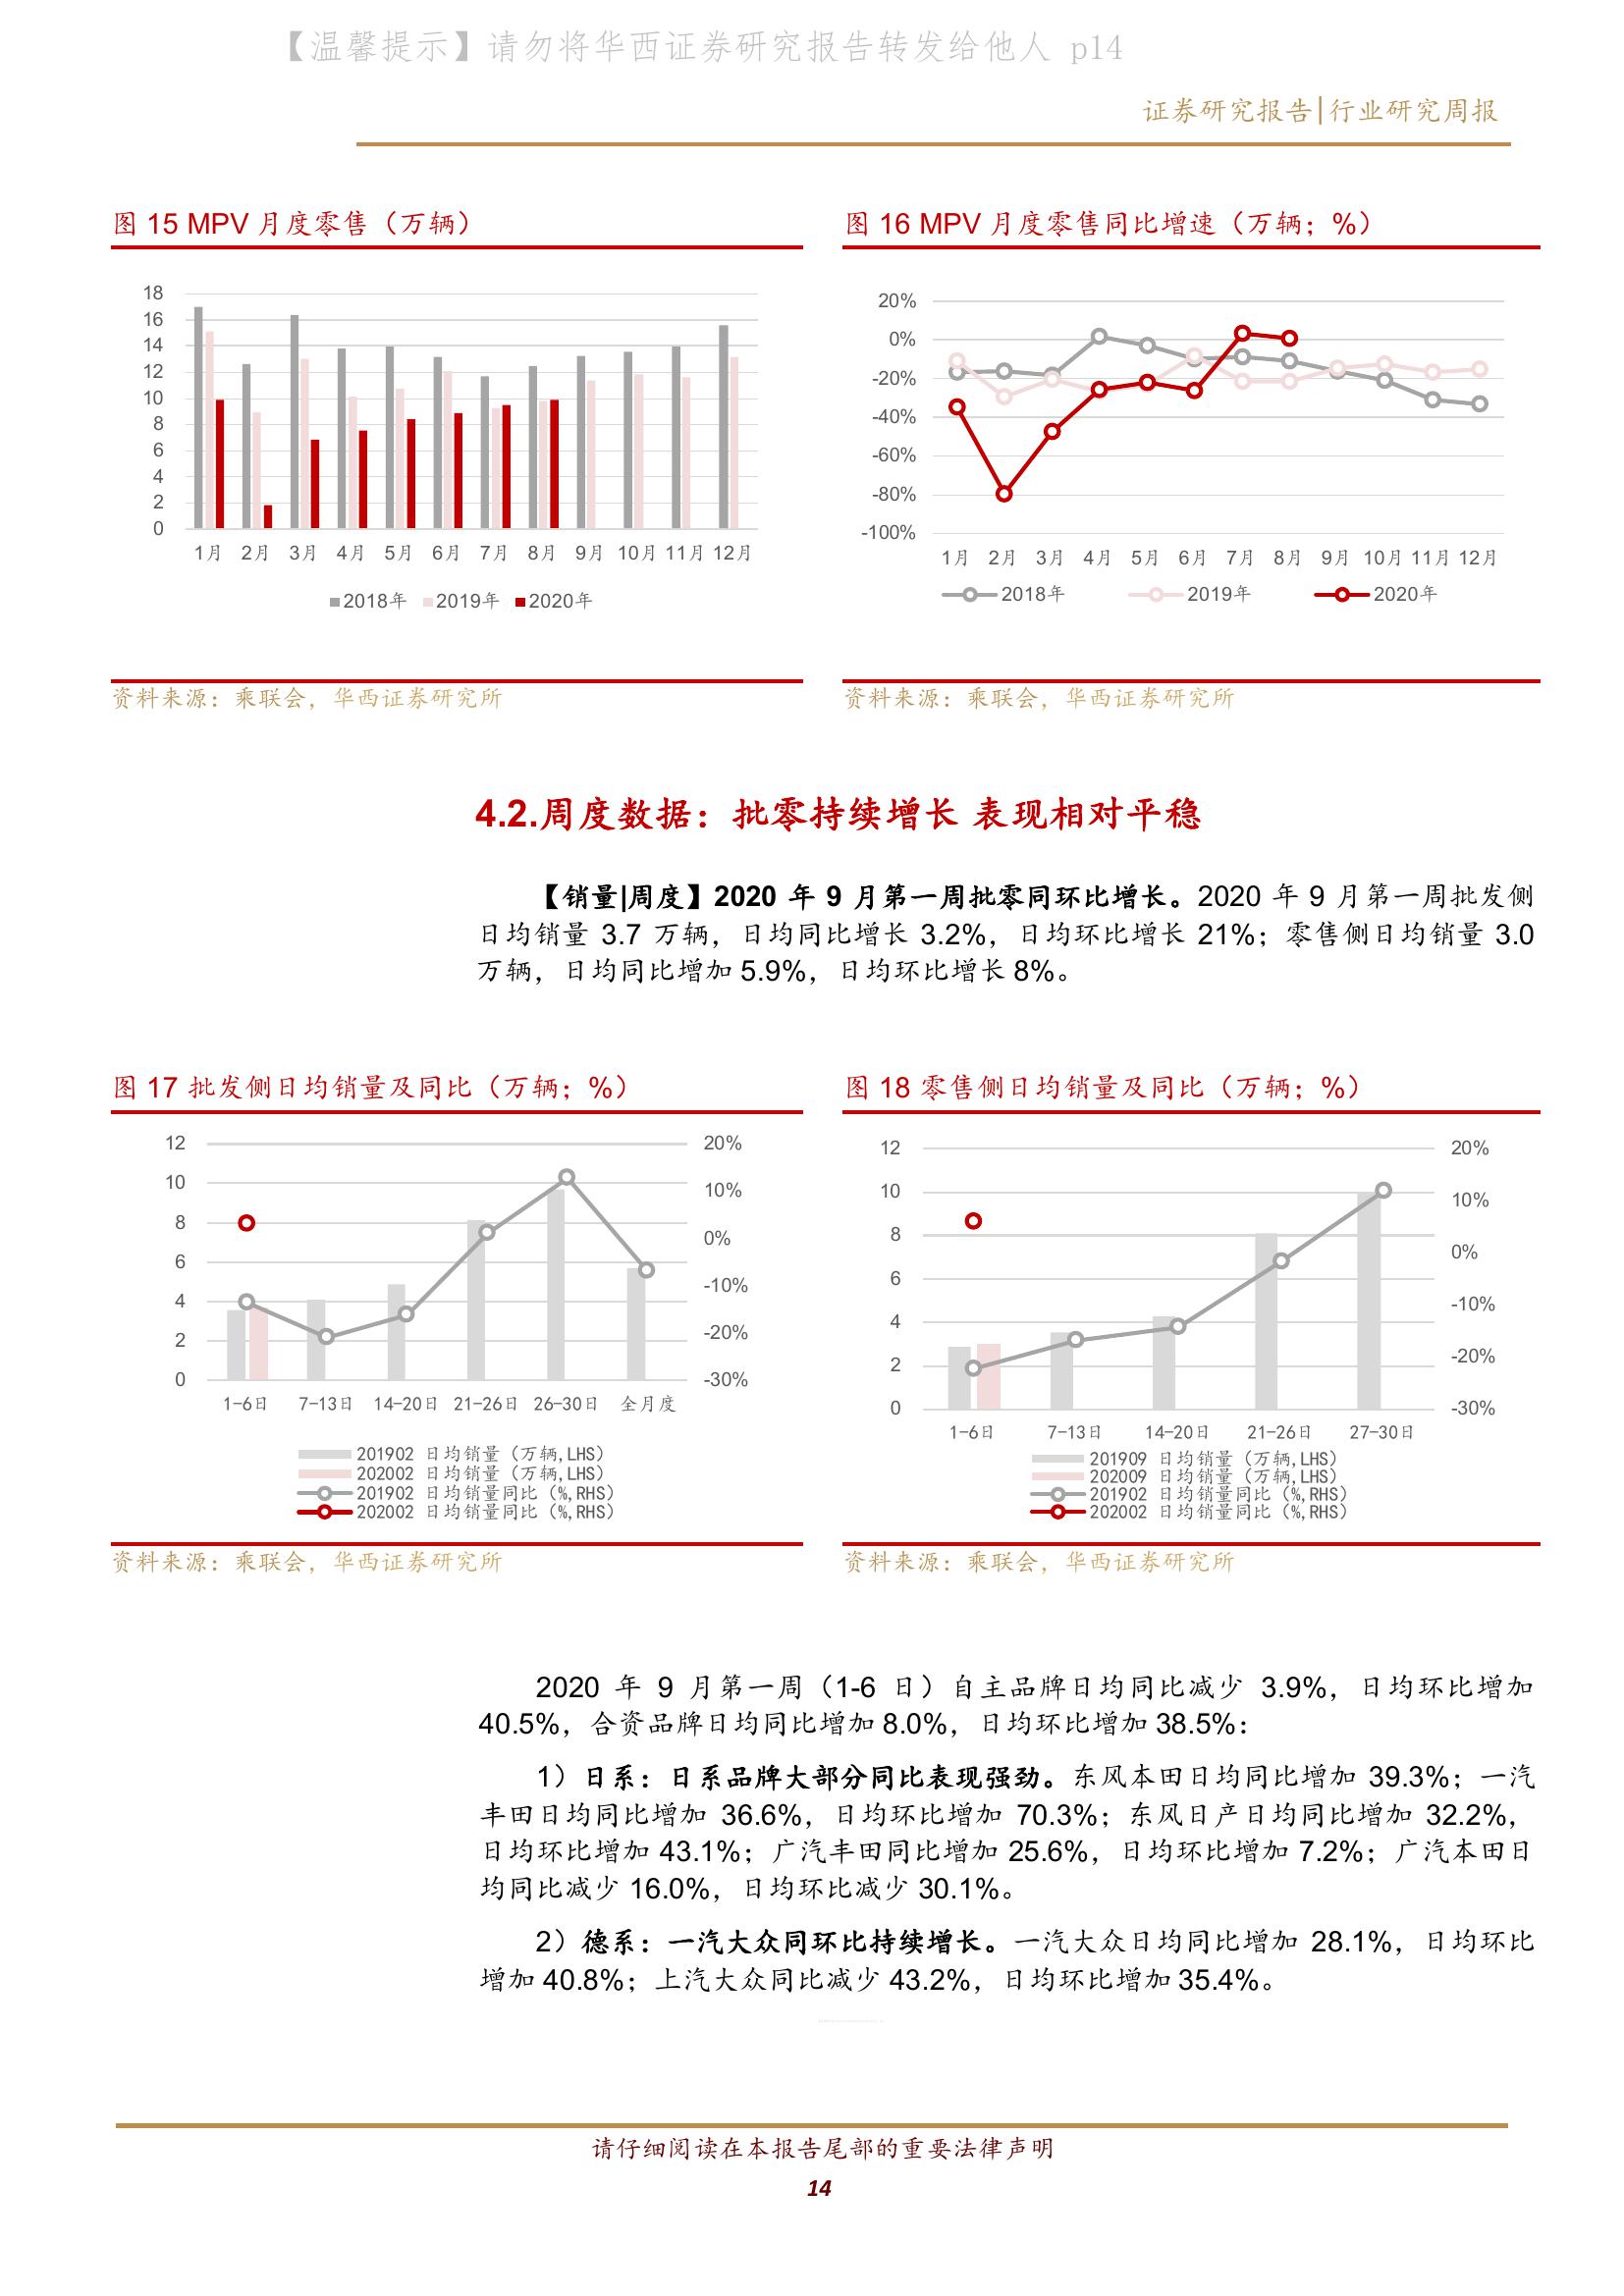 【温馨提示】请勿将华西证券研究报告转发给他人 p14
证券研究报告|行业研究周报
图 15 MPV 月度零售（万辆）
18
16
14
12
10
8
6
4
2
0
1月 2月 3月 4月 5月 6月 7月 8月 9月 10月 11月 12月
2018年 2019年 2020年
资料来源：乘联会，华西证券研究所
图 16 MPV 月度零售同比增速（万辆；%）
20%
0%
-20%
-40%
-60%
-80%
-100%
1月 2月 3月 4月 5月 6月 7月 8月 9月 10月 11月 12月
2018年 2019年 2020年
资料来源：乘联会，华西证券研究所
4.2.周度数据：批零持续增长 表现相对平稳
【销量|周度】2020 年 9 月第一周批零同环比增长。2020 年 9 月第一周批发侧
日均销量 3.7 万辆，日均同比增长 3.2%，日均环比增长 21%；零售侧日均销量 3.0
万辆，日均同比增加 5.9%，日均环比增长 8%。
图 17 批发侧日均销量及同比（万辆；%）
12
10
8
6
4
2
0
20%
10%
0%
-10%
-20%
-30%
1-6日 7-13日 14-20日 21-26日 26-30日 全月度
201902 日均销量（万辆,LHS）
202002 日均销量（万辆,LHS）
201902 日均销量同比（%,RHS）
202002 日均销量同比（%,RHS）
资料来源：乘联会，华西证券研究所
图 18 零售侧日均销量及同比（万辆；%）
12
10
8
6
4
2
0
20%
10%
0%
-10%
-20%
-30%
1-6日 7-13日 14-20日 21-26日 27-30日
201909 日均销量（万辆,LHS）
202009 日均销量（万辆,LHS）
201902 日均销量同比（%,RHS）
202002 日均销量同比（%,RHS）
资料来源：乘联会，华西证券研究所
2020 年 9 月第一周（1-6 日）自主品牌日均同比减少 3.9%，日均环比增加
40.5%，合资品牌日均同比增加 8.0%，日均环比增加 38.5%：
1）日系：日系品牌大部分同比表现强劲。东风本田日均同比增加 39.3%；一汽
丰田日均同比增加 36.6%，日均环比增加 70.3%；东风日产日均同比增加 32.2%，
日均环比增加 43.1%；广汽丰田同比增加 25.6%，日均环比增加 7.2%；广汽本田日
均同比减少 16.0%，日均环比减少 30.1%。
2）德系：一汽大众同环比持续增长。一汽大众日均同比增加 28.1%，日均环比
增加 40.8%；上汽大众同比减少 43.2%，日均环比增加 35.4%。
请仔细阅读在本报告尾部的重要法律声明
14